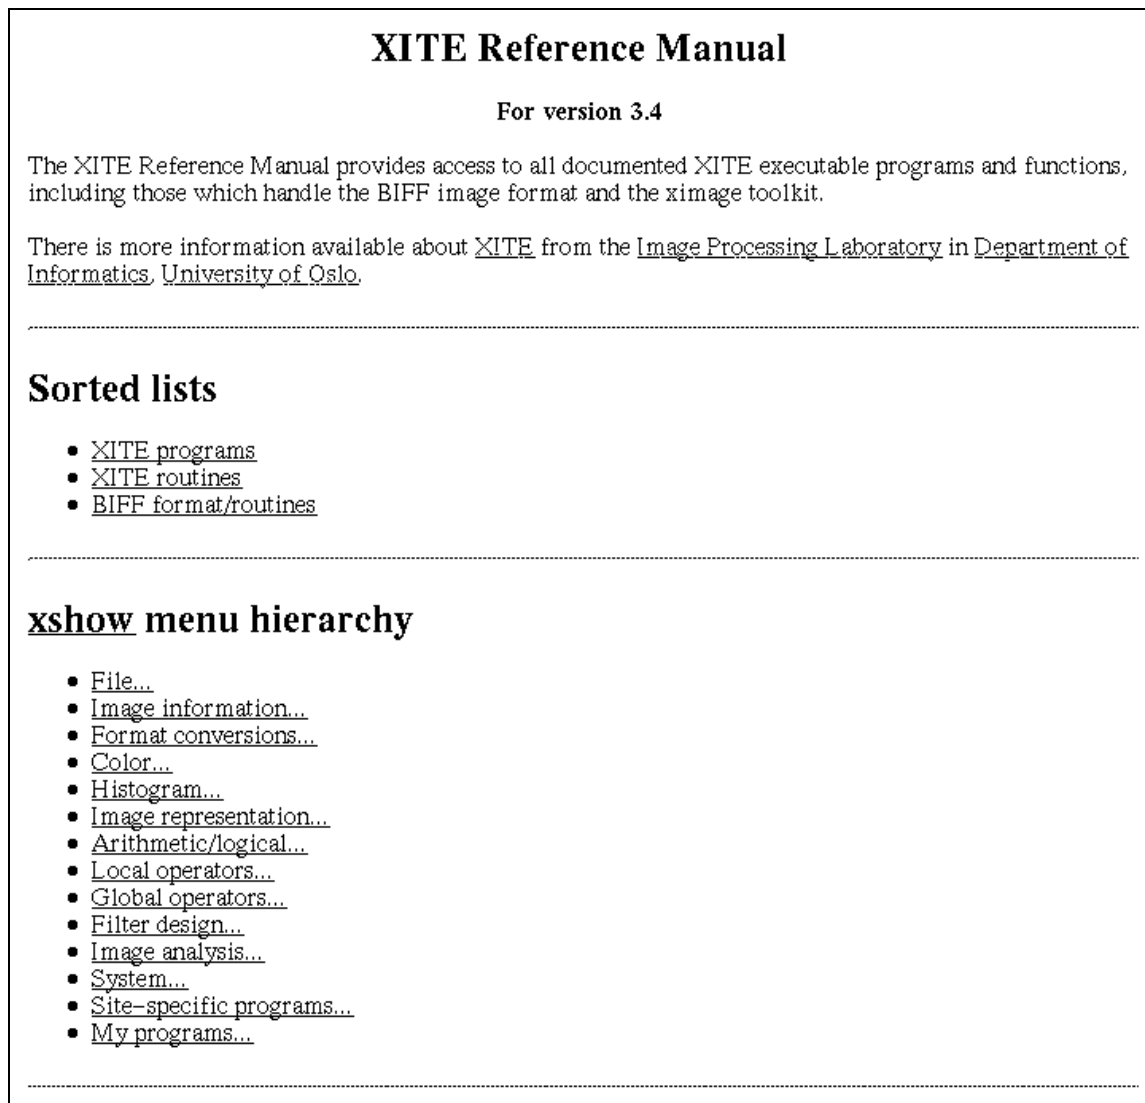 XITE Reference Manual
For version 3.4
The XITE Reference Manual provides access to all documented XITE executable programs and functions,
including those which handle the BIFF image format and the ximage toolkit.
There is more information available about XITE from the Image Processing Laboratory in Department of
Informatics, University of Oslo.
Sorted lists
• XITE programs
• XITE routines
• BIFF format/routines
xshow menu hierarchy
• File...
• Image information...
• Format conversions...
• Color...
• Histogram...
• Image representation...
• Arithmetic/logical...
• Local operators...
• Global operators...
• Filter design...
• Image analysis...
• System...
• Site-specific programs...
• My programs...